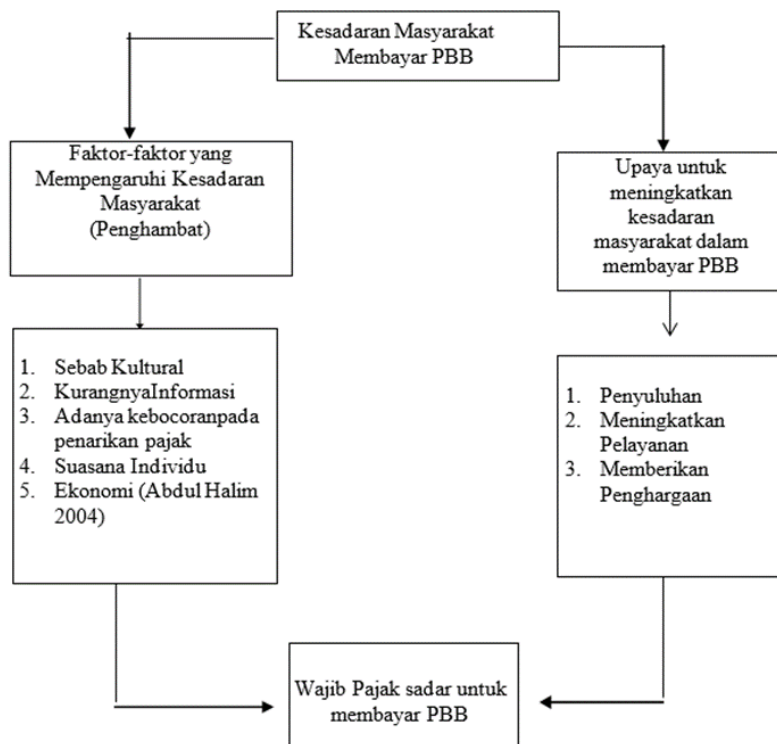 Kesadaran Masyarakat
Membayar PBB
Faktor-faktor yang
Mempengaruhi Kesadaran
Masyarakat
(Penghambat)
Upaya untuk
meningkatkan
kesadaran
masyarakat dalam
membayar PBB
1. Sebab Kultural
2. KurangnyaInformasi
3. Adanya kebocoranpada
penarikan pajak
4. Suasana Individu
5. Ekonomi (Abdul Halim
2004)
1. Penyuluhan
2. Meningkatkan
Pelayanan
3. Memberikan
Penghargaan
Wajib Pajak sadar untuk
membayar PBB